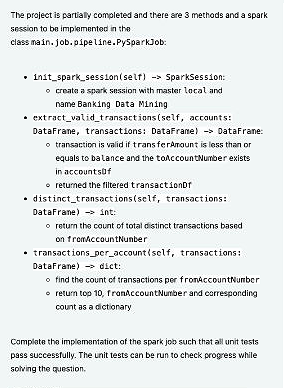 The project is partially completed and there are 3 methods and a spark
session to be implemented in the
class main.job.pipeline.PySparkJob:
• init_spark_session(self) -> SparkSession:
○ create a spark session with master local and
name Banking Data Mining
• extract_valid_transactions(self, accounts:
DataFrame, transactions: DataFrame) -> DataFrame:
○ transaction is valid if transferAmount is less than or
equals to balance and the toAccountNumber exists
in accountsDf
○ returned the filtered transactionDf
• distinct_transactions(self, transactions:
DataFrame) -> int:
○ return the count of total distinct transactions based
on fromAccountNumber
• transactions_per_account(self, transactions:
DataFrame) -> dict:
○ find the count of transactions per fromAccountNumber
○ return top 10, fromAccountNumber and corresponding
count as a dictionary
Complete the implementation of the spark job such that all unit tests
pass successfully. The unit tests can be run to check progress while
solving the question.